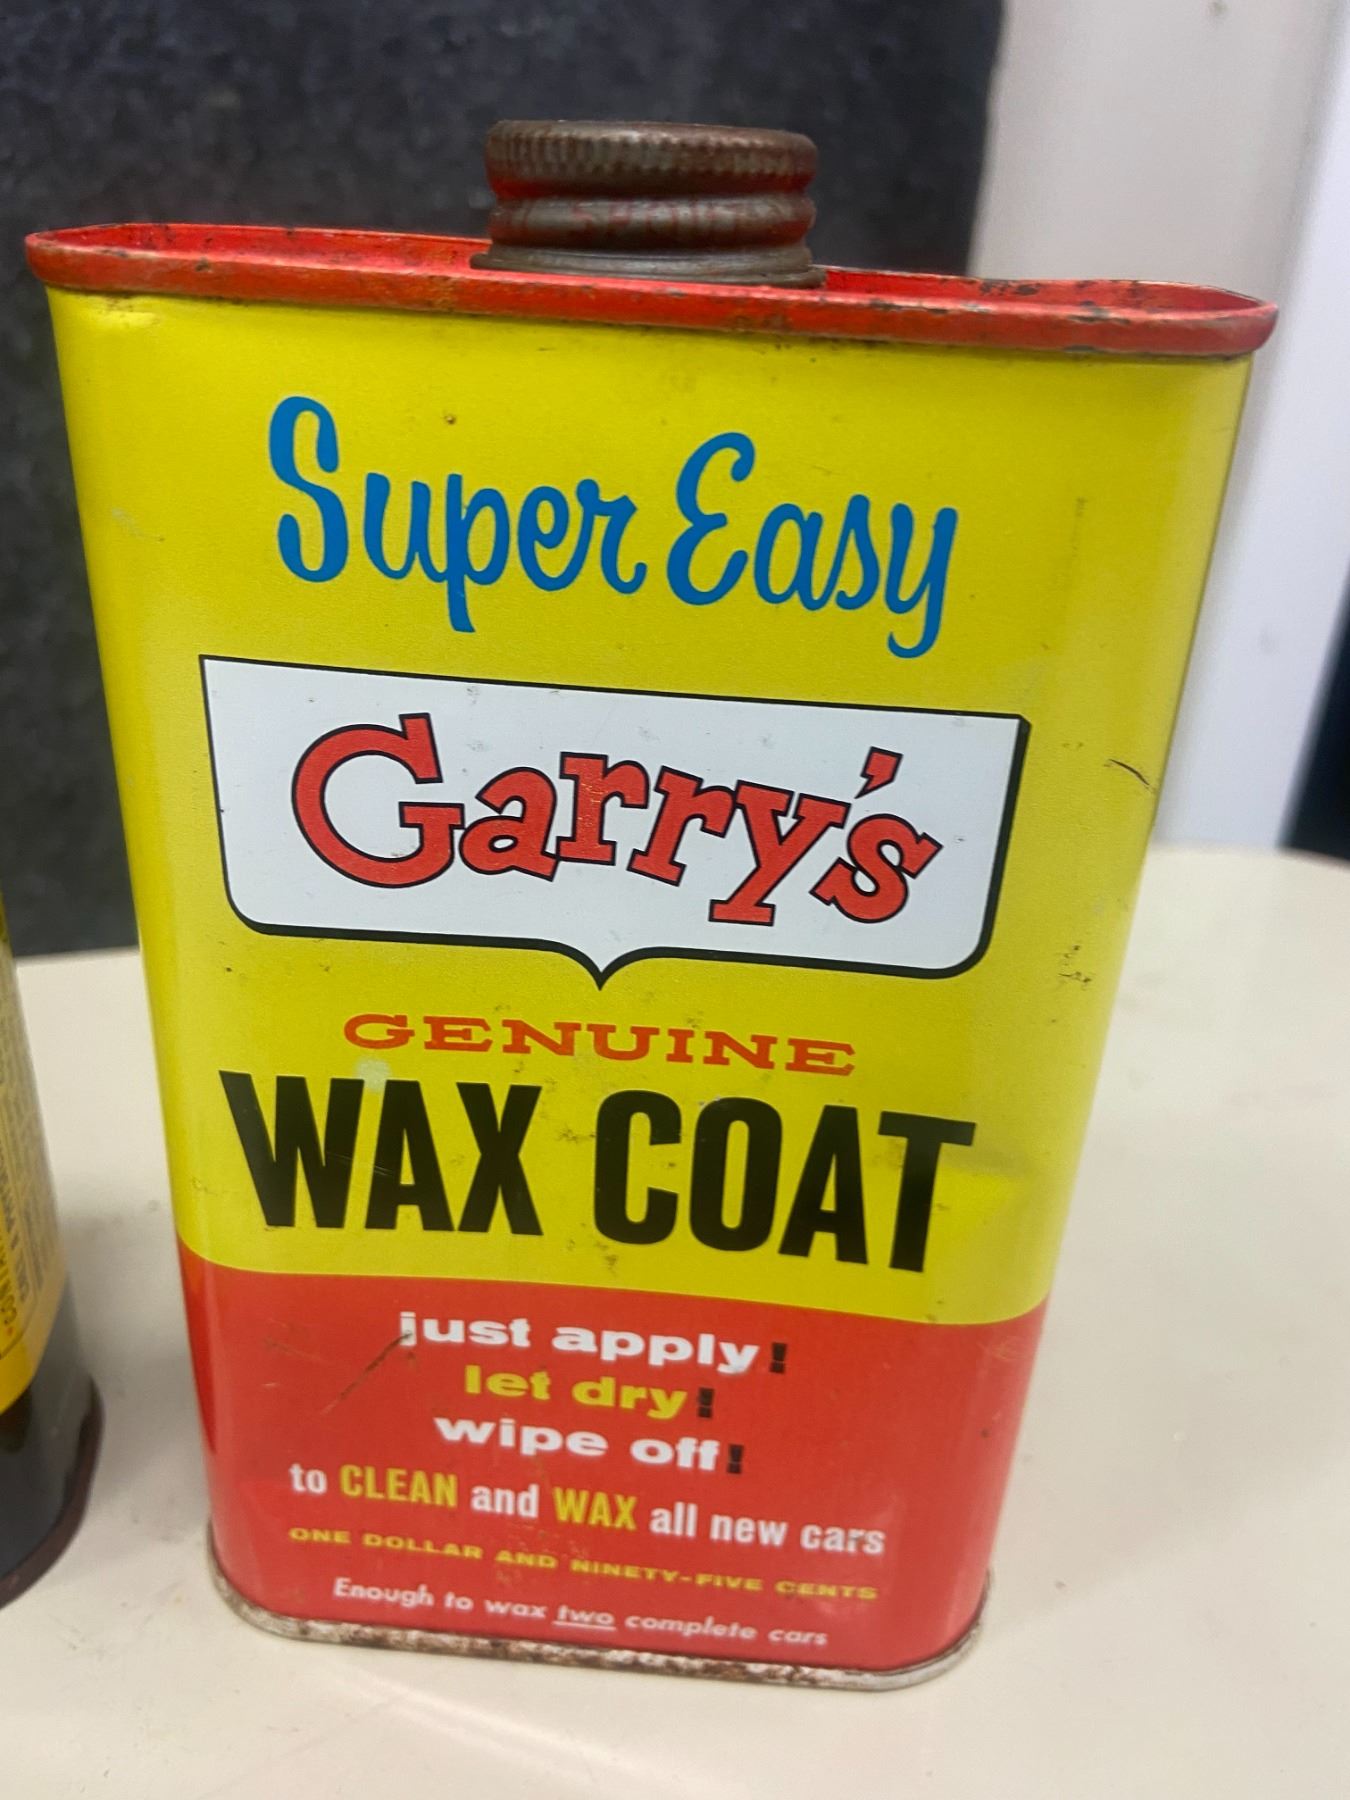 Super Easy
Garry's
GENUINE
WAX COAT
just apply!
let dry!
wipe off!
to CLEAN and WAX all new cars
ONE DOLLAR AND NINETY-FIVE CENTS
Enough to wax two complete cars